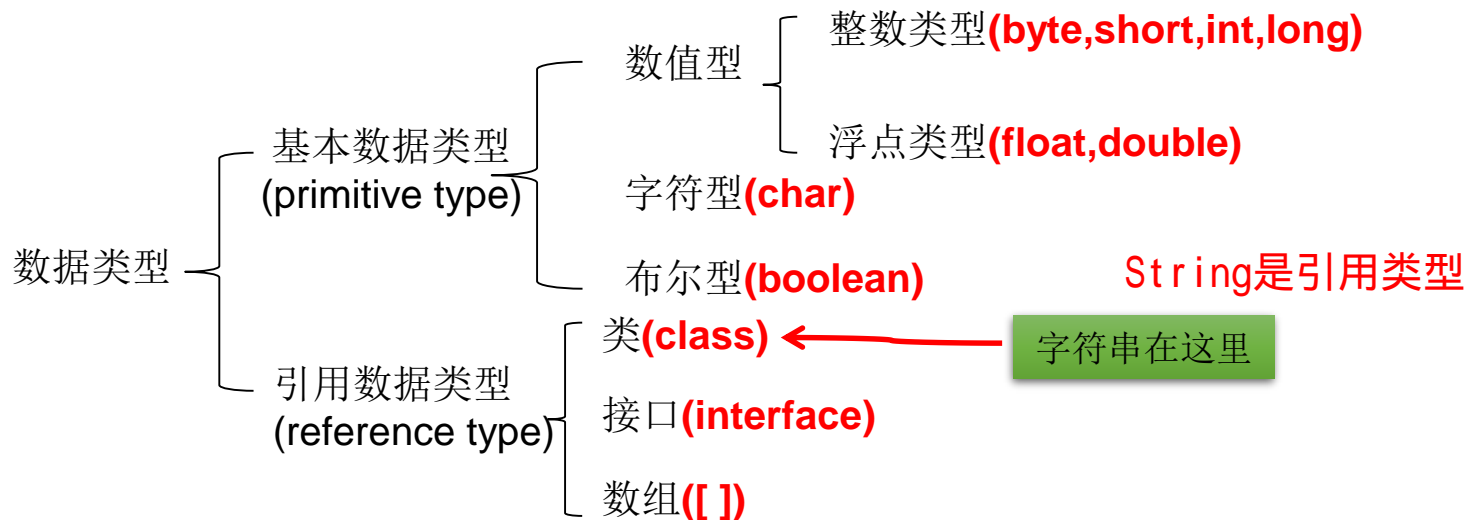 整数类型(byte,short,int,long)
数值型
浮点类型(float,double)
基本数据类型
(primitive type)
字符型(char)
数据类型
布尔型(boolean)
String是引用类型
类(class)
字符串在这里
引用数据类型
(reference type)
接口(interface)
数组([ ])